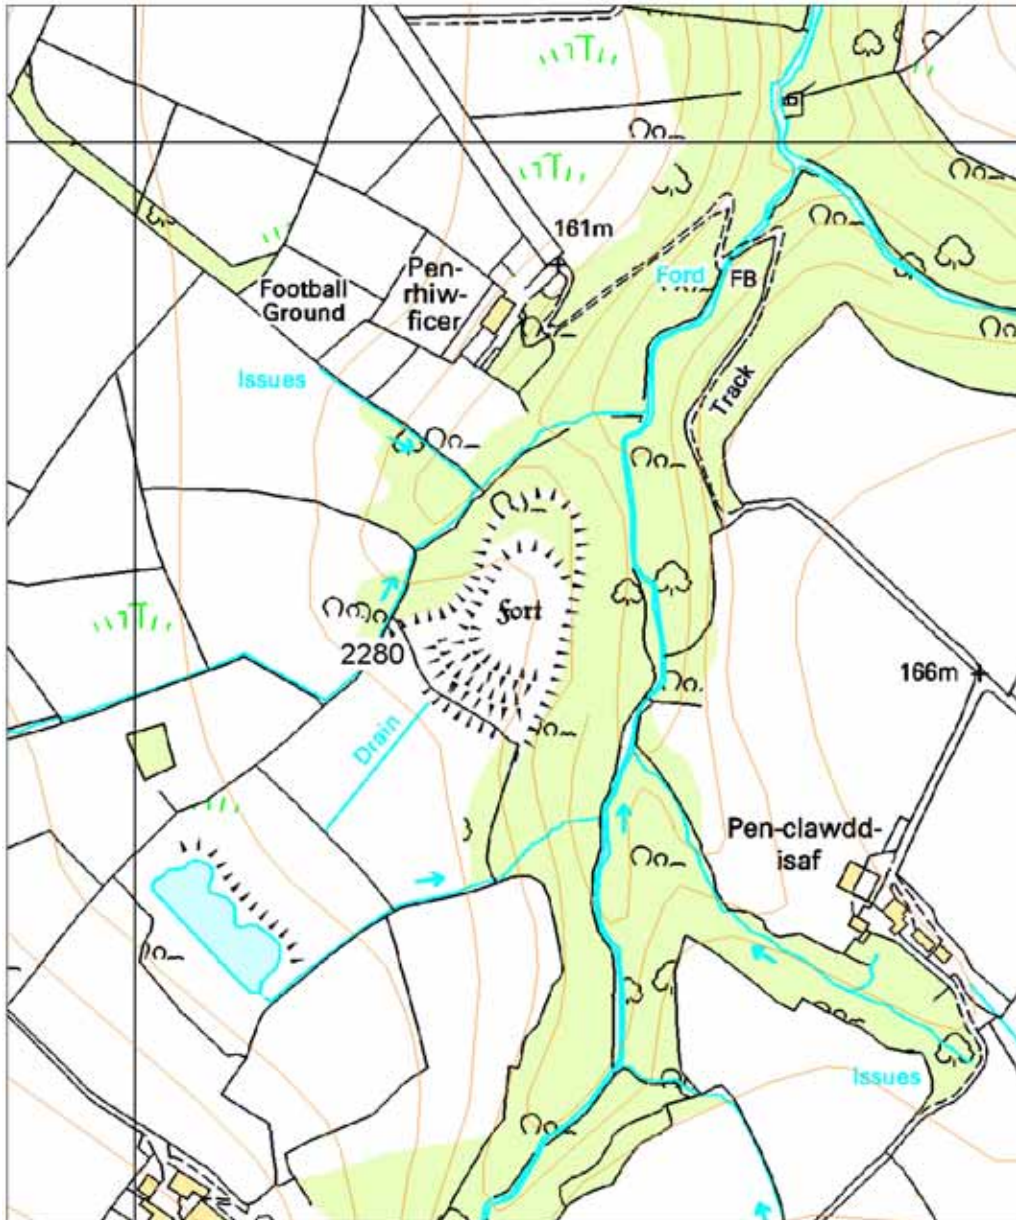 161m
Pen-
rhiw-
ficer
Ford
FB
Football
Ground
Issues
Track
fort
2280
166m
Drain
Pen-clawdd-
isaf
Issues